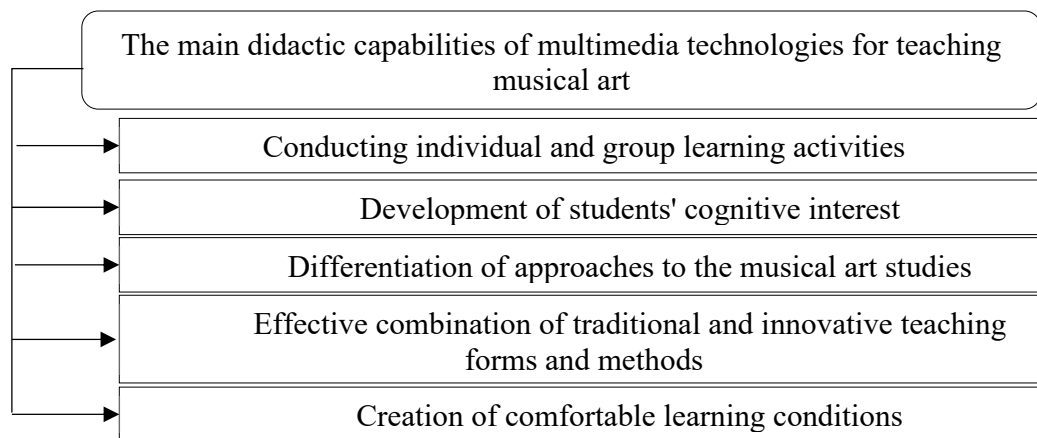 The main didactic capabilities of multimedia technologies for teaching
musical art
Conducting individual and group learning activities
Development of students' cognitive interest
Differentiation of approaches to the musical art studies
Effective combination of traditional and innovative teaching
forms and methods
Creation of comfortable learning conditions